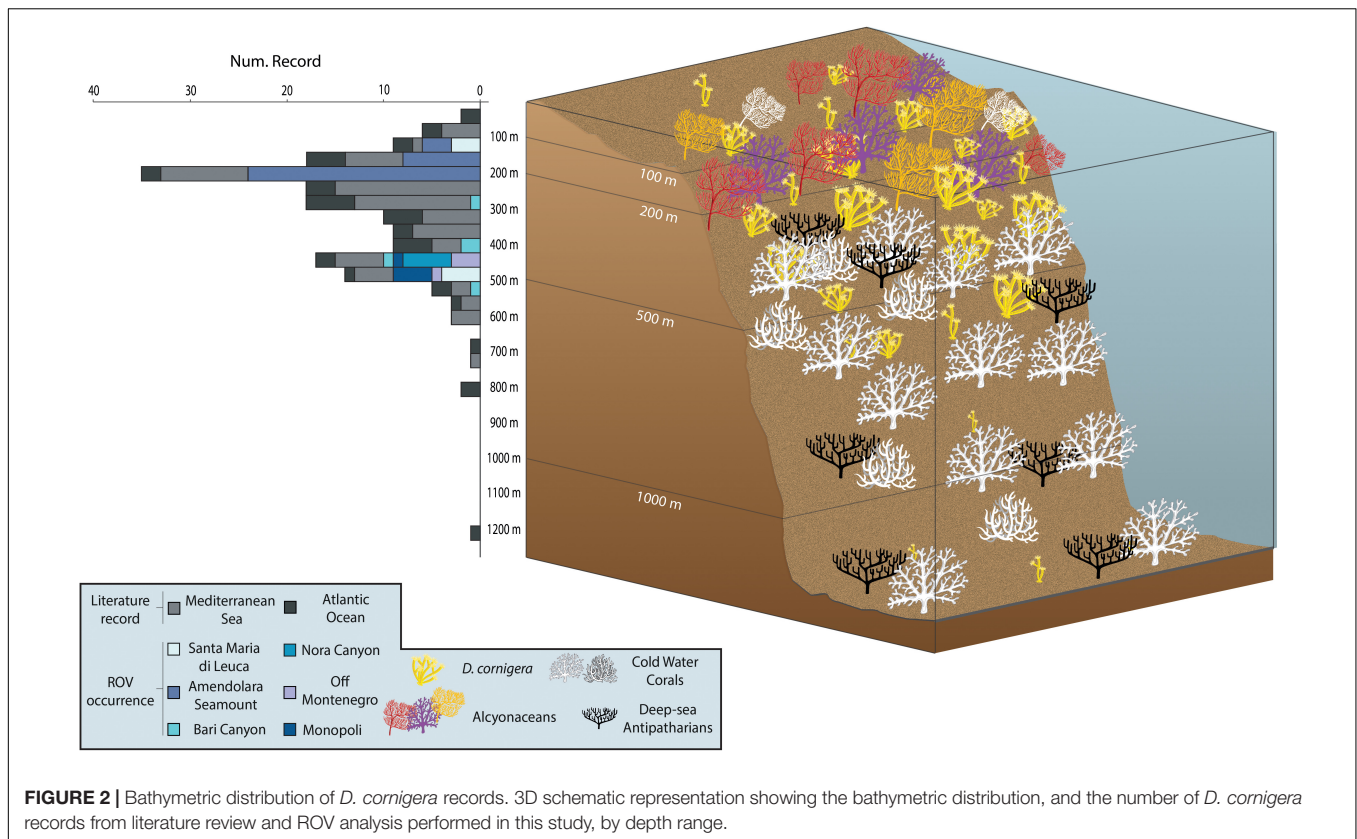 Num. Record
40 30 20 10 0
100 m
200 m
300 m
400 m
500 m
600 m
700 m
800 m
900 m
1000 m
1100 m
1200 m
100 m
200 m
500 m
1000 m
Literature
record
Mediterranean
Sea
Atlantic
Ocean
ROV
occurrence
Santa Maria
di Leuca
Nora Canyon
Amendolara
Seamount
Off
Montenegro
Bari Canyon
Monopoli
D. cornigera
Cold Water
Corals
Alcyonaceans
Deep-sea
Antipatharians
FIGURE 2 | Bathymetric distribution of D. cornigera records. 3D schematic representation showing the bathymetric distribution, and the number of D. cornigera
records from literature review and ROV analysis performed in this study, by depth range.